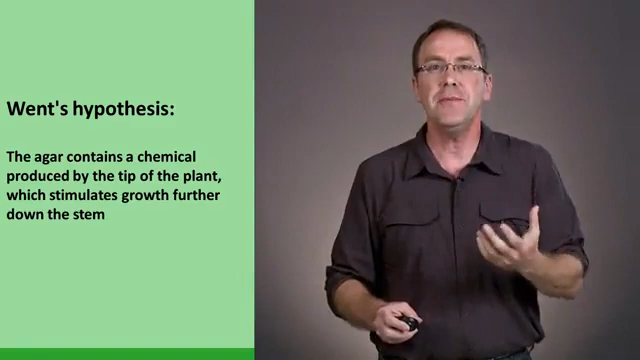 Went's hypothesis:
The agar contains a chemical
produced by the tip of the plant,
which stimulates growth further
down the stem